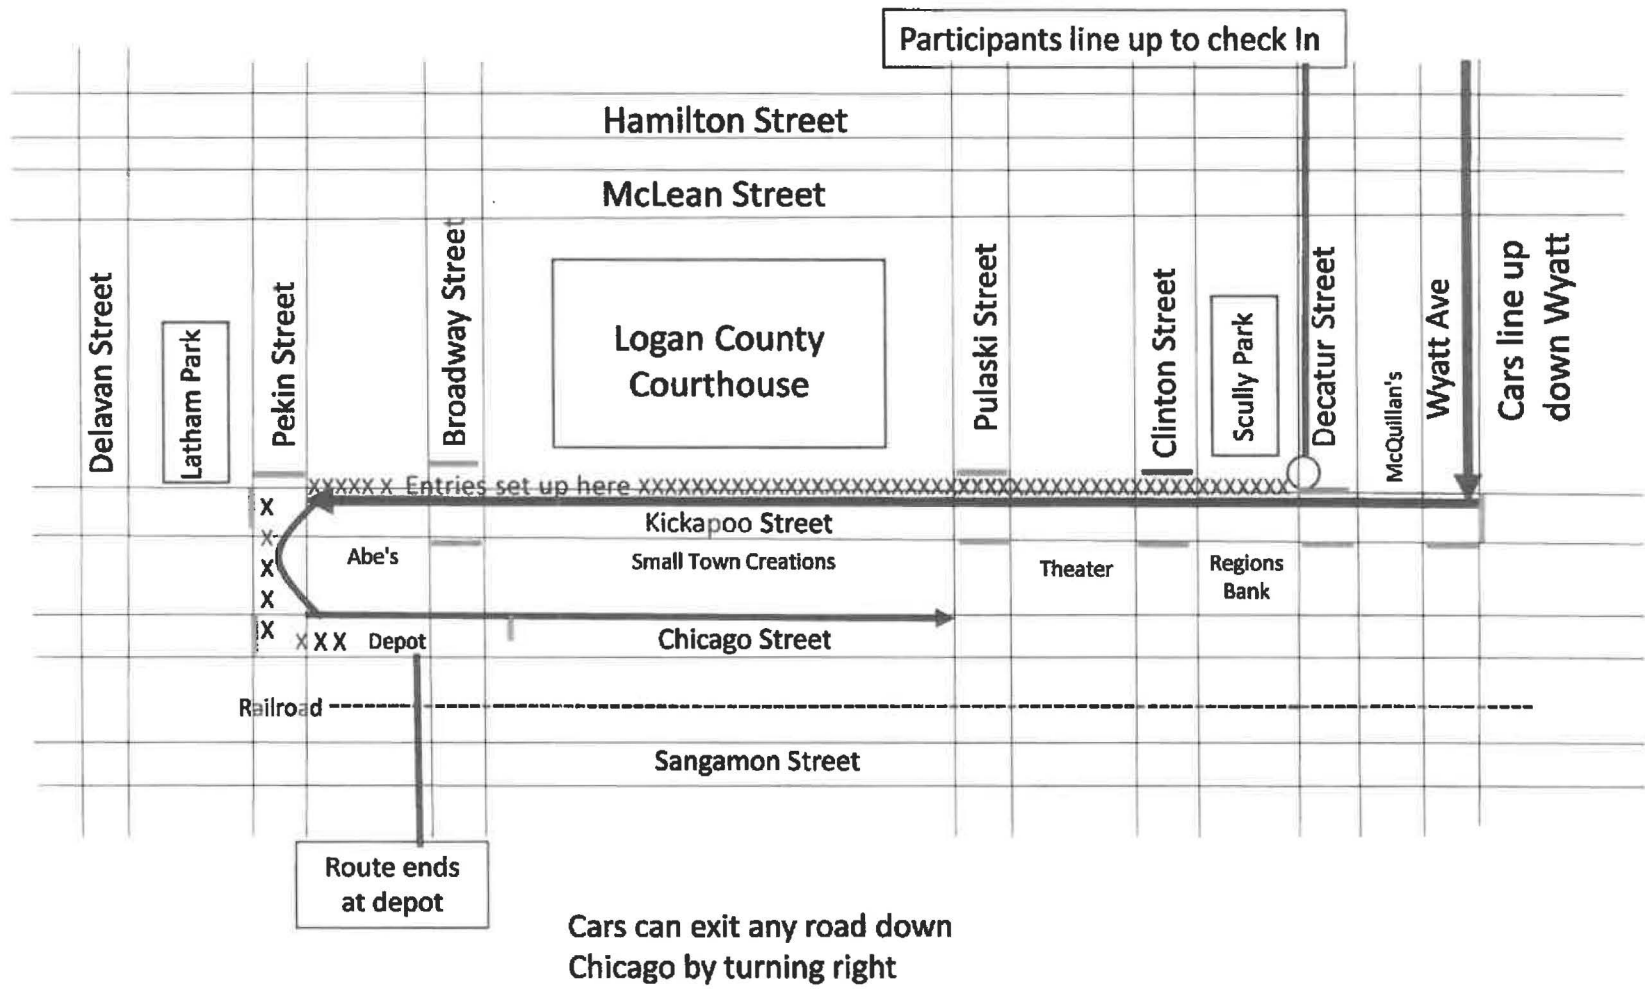 Participants line up to check In
Hamilton Street
McLean Street
Delavan Street
Latham Park
Pekin Street
Broadway Street
Logan County
Courthouse
Pulaski Street
Clinton Street
Scully Park
Decatur Street
McQuillan's
Wyatt Ave
Cars line up
down Wyatt
XXXXX X Entries set up here XXXXXXXXXXXXXXXXXXXXXXXXXXXXXXXXXXXXXXXXXXXXXXXXXX
X
Kickapoo Street
X
Abe's
Small Town Creations
Theater
Regions
Bank
X
X
X
XXX Depot
Chicago Street
Railroad
Sangamon Street
Route ends
at depot
Cars can exit any road down
Chicago by turning right